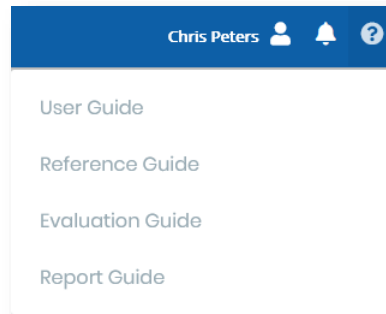 Chris Peters
User Guide
Reference Guide
Evaluation Guide
Report Guide